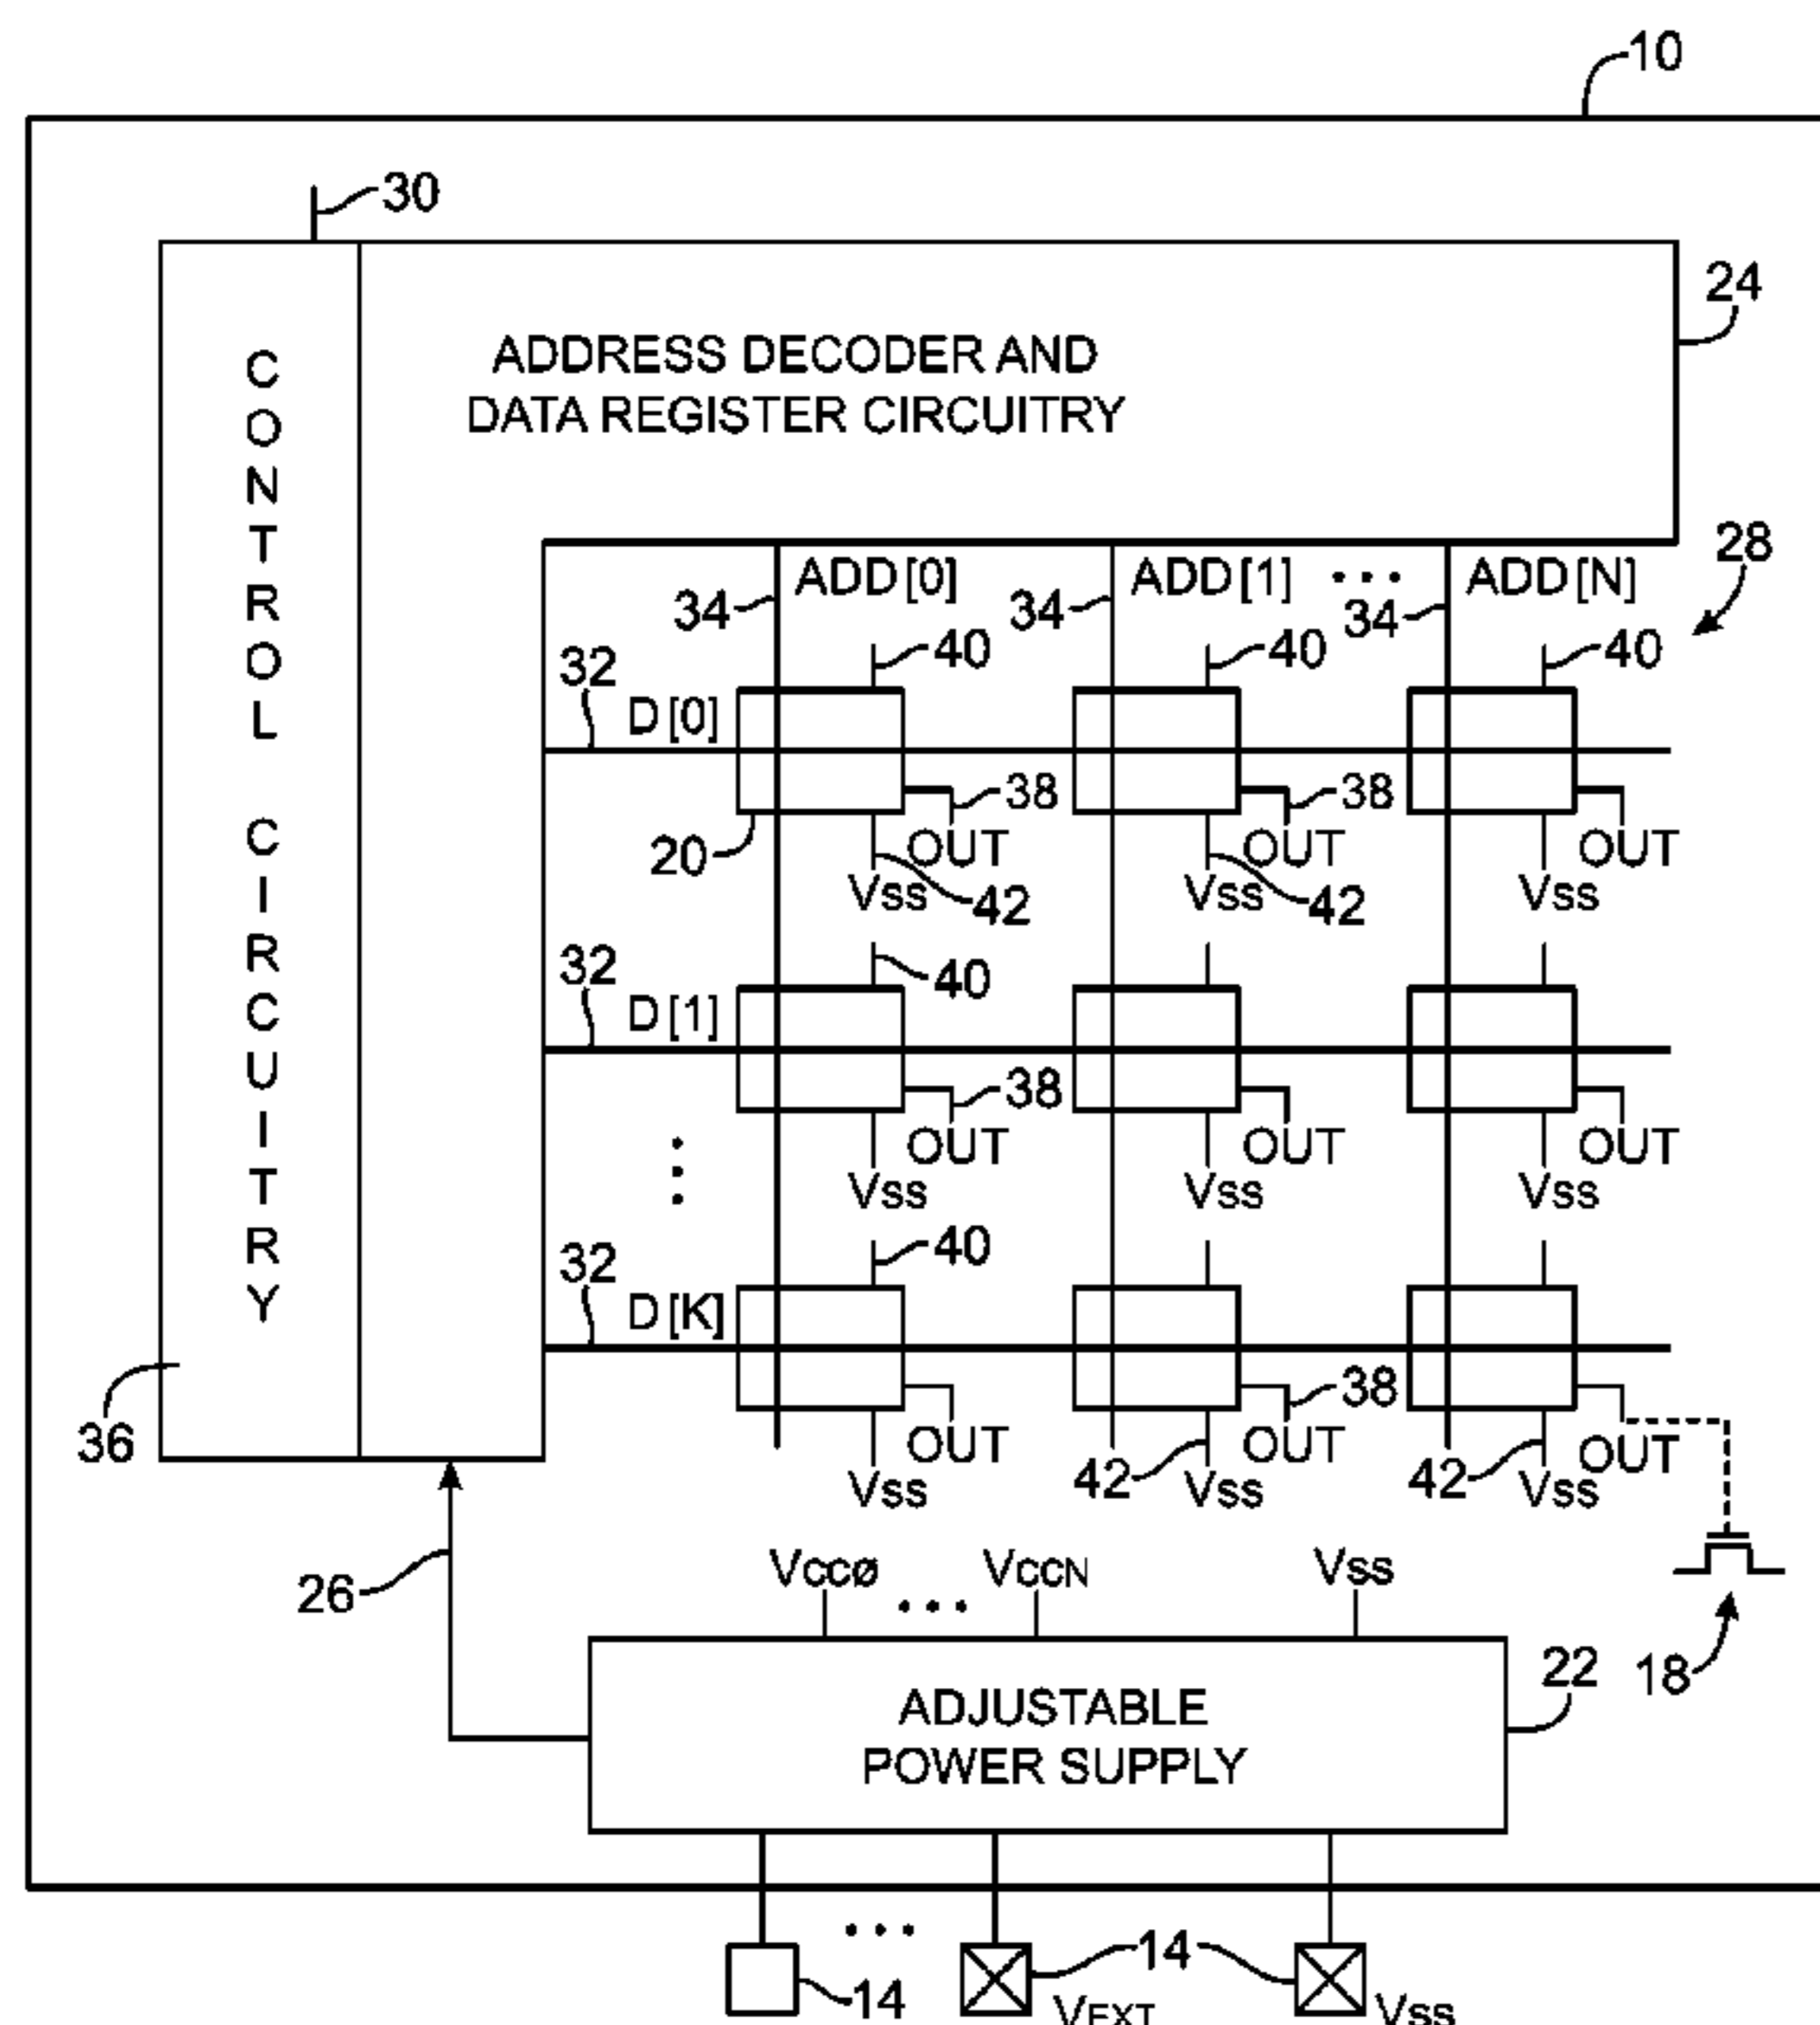 10
30
24
CONTROL CIRCUITRY
ADDRESS DECODER AND
DATA REGISTER CIRCUITRY
28
34 ADD[0] 34 ADD[1] ••• 34 ADD[N]
40 40 40
32 D[0]
38 38
20 OUT OUT OUT
Vss 42 Vss 42 Vss
32 40
D[1]
38
OUT OUT OUT
Vss Vss Vss
32 40
D[K]
38
36 OUT OUT OUT
Vss 42 Vss 42 Vss
26 Vccø ••• VCCN Vss
18
22
ADJUSTABLE
POWER SUPPLY
•••
14 14
VEXT Vss